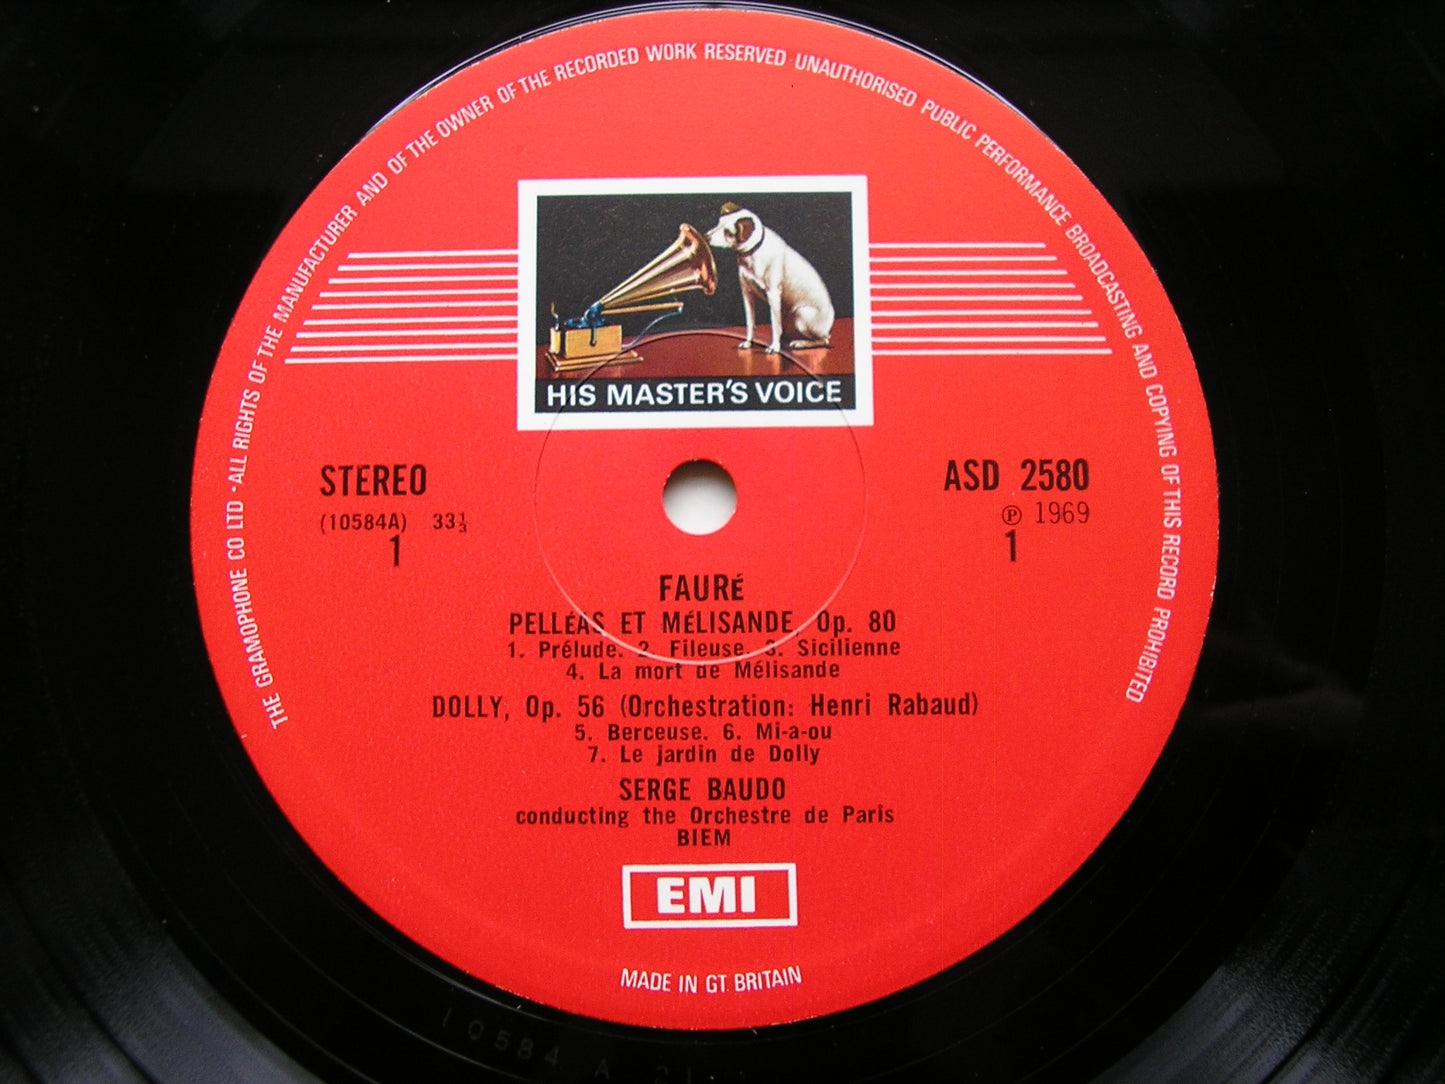 THE GRAMOPHONE CO LTD · ALL RIGHTS OF THE MANUFACTURER AND OF THE OWNER OF THE RECORDED WORK RESERVED UNAUTHORISED PUBLIC PERFORMANCE BROADCASTING AND COPYING OF THIS RECORD PROHIBITED
HIS MASTER'S VOICE
STEREO
(10584A) 33⅓
1
ASD 2580
℗ 1969
1
FAURÉ
PELLÉAS ET MÉLISANDE, Op. 80
1. Prélude. 2. Fileuse. 3. Sicilienne
4. La mort de Mélisande
DOLLY, Op. 56 (Orchestration: Henri Rabaud)
5. Berceuse. 6. Mi-a-ou
7. Le jardin de Dolly
SERGE BAUDO
conducting the Orchestre de Paris
BIEM
EMI
MADE IN GT. BRITAIN
10584 A